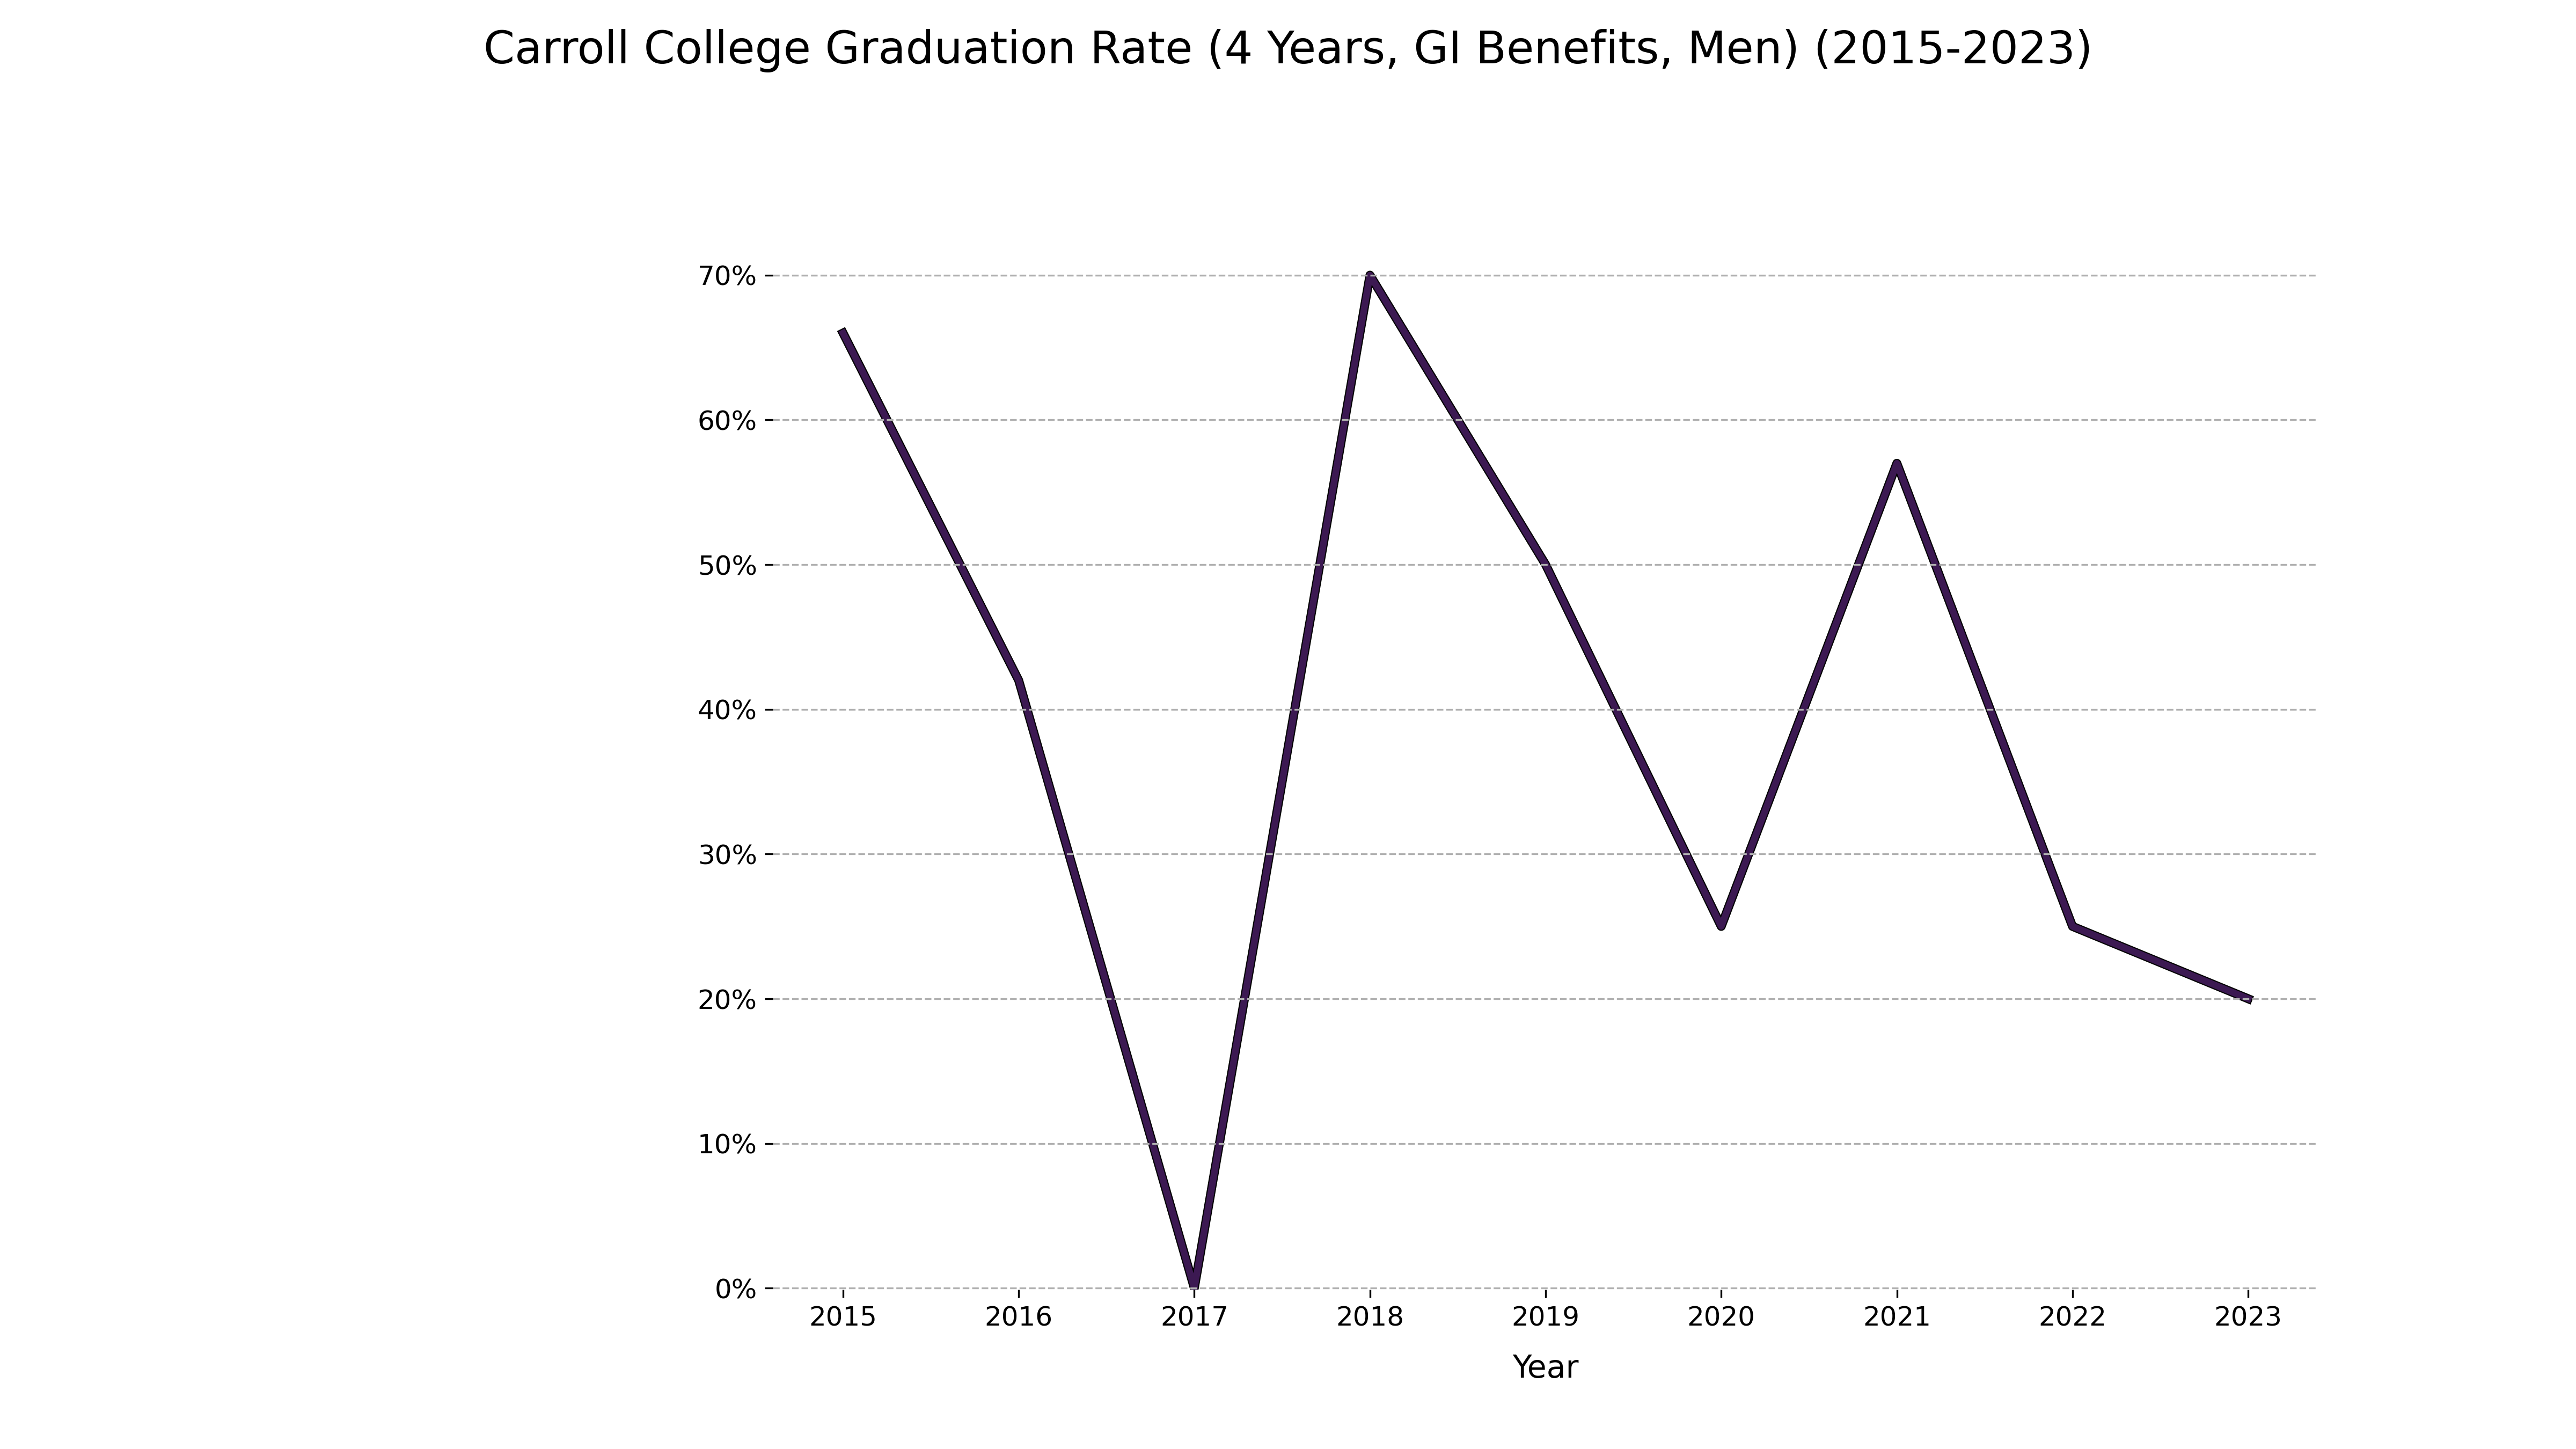 Carroll College Graduation Rate (4 Years, GI Benefits, Men) (2015-2023)
70%
60%
50%
40%
30%
20%
10%
0%
2015 2016 2017 2018 2019 2020 2021 2022 2023
Year